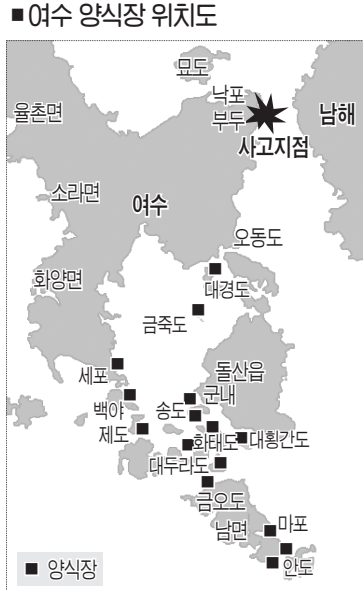 ■ 여수 양식장 위치도
묘도
낙포
부두
율촌면
남해
사고지점
소라면
여수
오동도
화양면
대경도
금죽도
세포
돌산읍
군내
백야
송도
제도
화태도
대횡간도
대두라도
금오도
남면
마포
안도
■ 양식장